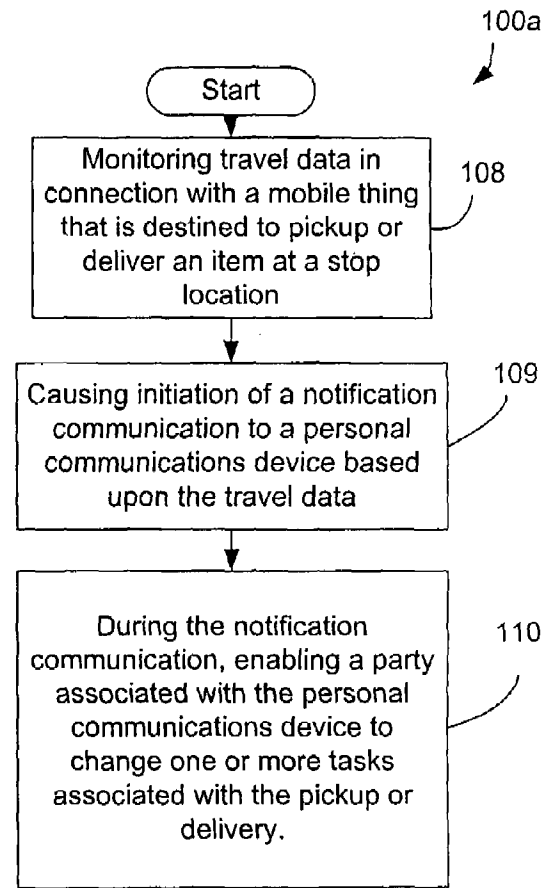 100a
Start
Monitoring travel data in
connection with a mobile thing
that is destined to pickup or
deliver an item at a stop
location
108
Causing initiation of a notification
communication to a personal
communications device based
upon the travel data
109
During the notification
communication, enabling a party
associated with the personal
communications device to
change one or more tasks
associated with the pickup or
delivery.
110